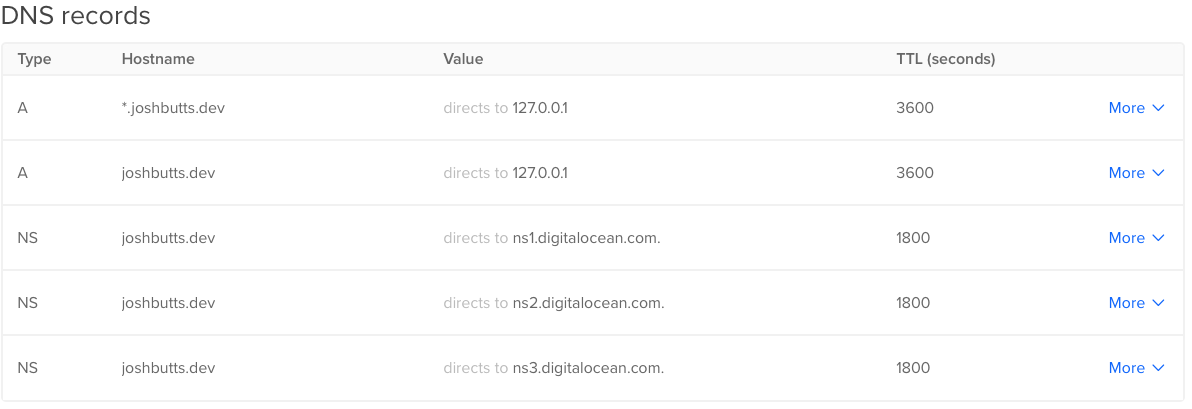 DNS records
Type Hostname Value TTL (seconds)
A *.joshbutts.dev directs to 127.0.0.1 3600 More
A joshbutts.dev directs to 127.0.0.1 3600 More
NS joshbutts.dev directs to ns1.digitalocean.com. 1800 More
NS joshbutts.dev directs to ns2.digitalocean.com. 1800 More
NS joshbutts.dev directs to ns3.digitalocean.com. 1800 More